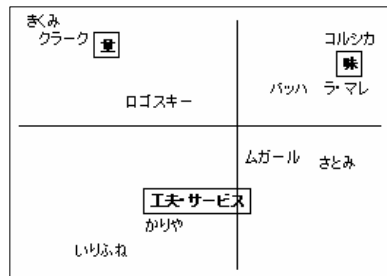 きくみ
クラーク 量
コルシカ
味
ロゴスキー
バッハ ラ・マレ
ムガール さとみ
工夫・サービス
かりや
いりふね